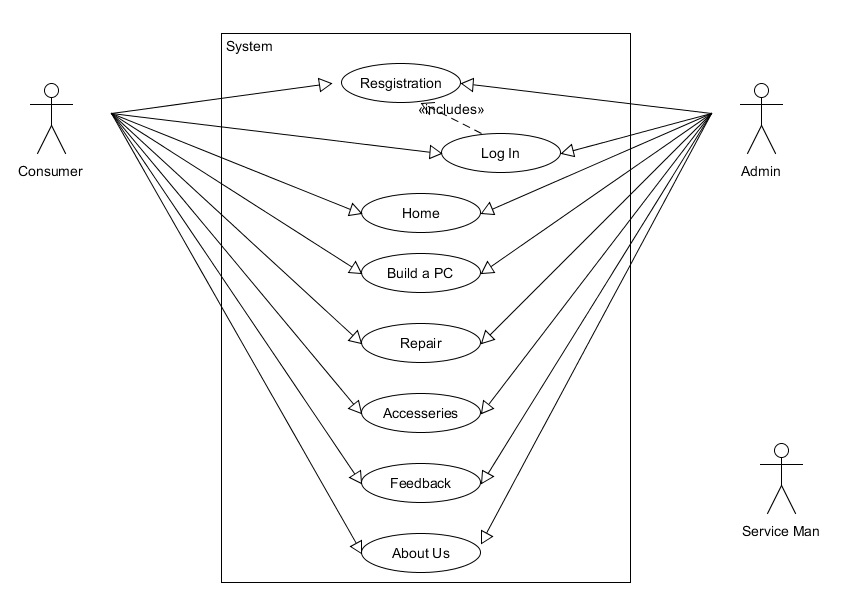 System
Resgistration
«includes»
Log In
Consumer
Admin
Home
Build a PC
Repair
Accesseries
Feedback
Service Man
About Us